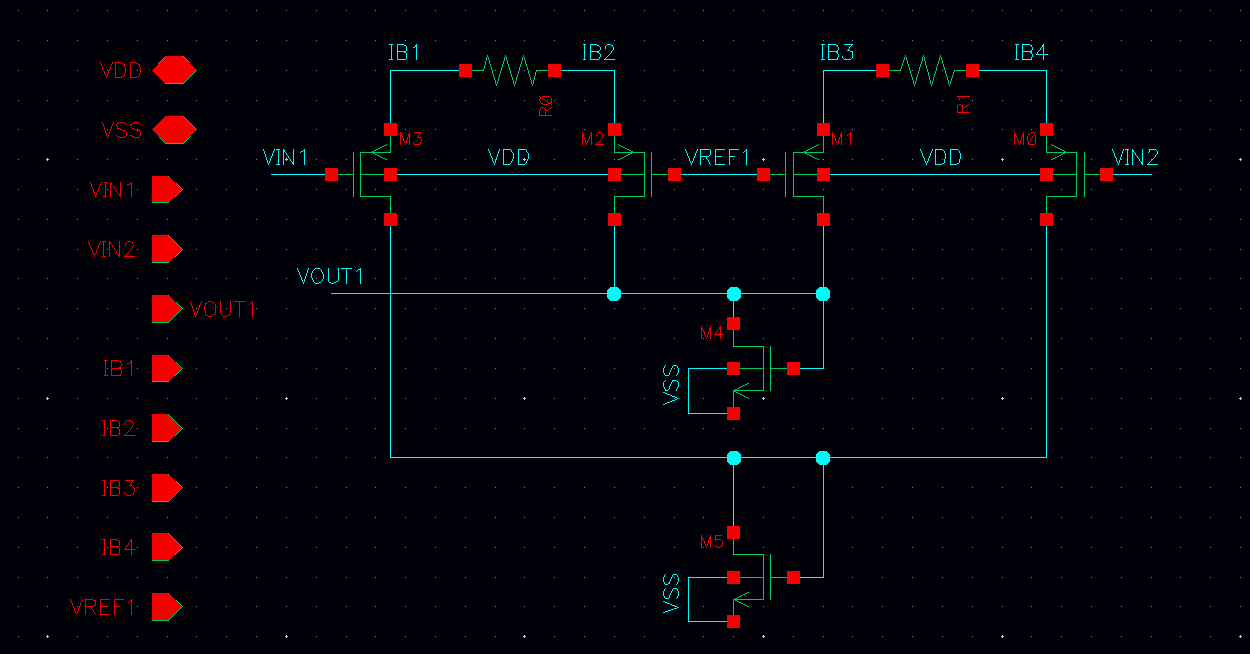 IB1
IB2
IB3
IB4
VDD
R0
R1
VSS
M3
M2
M1
M0
VIN1
VDD
VREF1
VDD
VIN2
VIN1
VIN2
VOUT1
VOUT1
M4
IB1
VSS
IB2
IB3
M5
IB4
VSS
VREF1